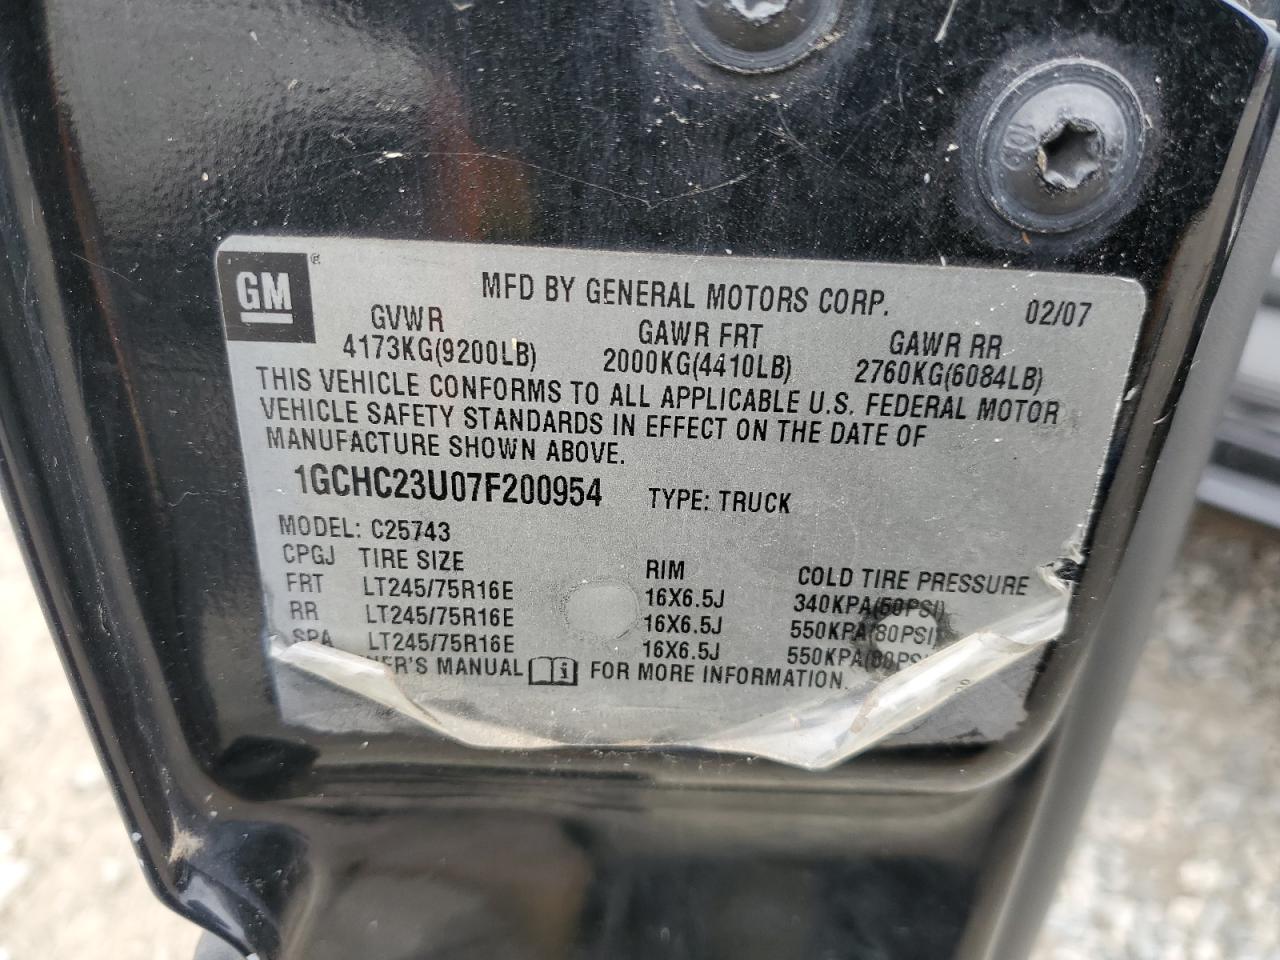 GM ®
MFD BY GENERAL MOTORS CORP. 02/07
GVWR GAWR FRT GAWR RR
4173KG(9200LB) 2000KG(4410LB) 2760KG(6084LB)
THIS VEHICLE CONFORMS TO ALL APPLICABLE U.S. FEDERAL MOTOR
VEHICLE SAFETY STANDARDS IN EFFECT ON THE DATE OF
MANUFACTURE SHOWN ABOVE.
1GCHC23U07F200954 TYPE: TRUCK
MODEL: C25743
CPGJ TIRE SIZE RIM COLD TIRE PRESSURE
FRT LT245/75R16E 16X6.5J 340KPA(50PSI)
RR LT245/75R16E 16X6.5J 550KPA(80PSI)
SPA LT245/75R16E 16X6.5J 550KPA(80PSI
MANUAL i FOR MORE INFORMATION